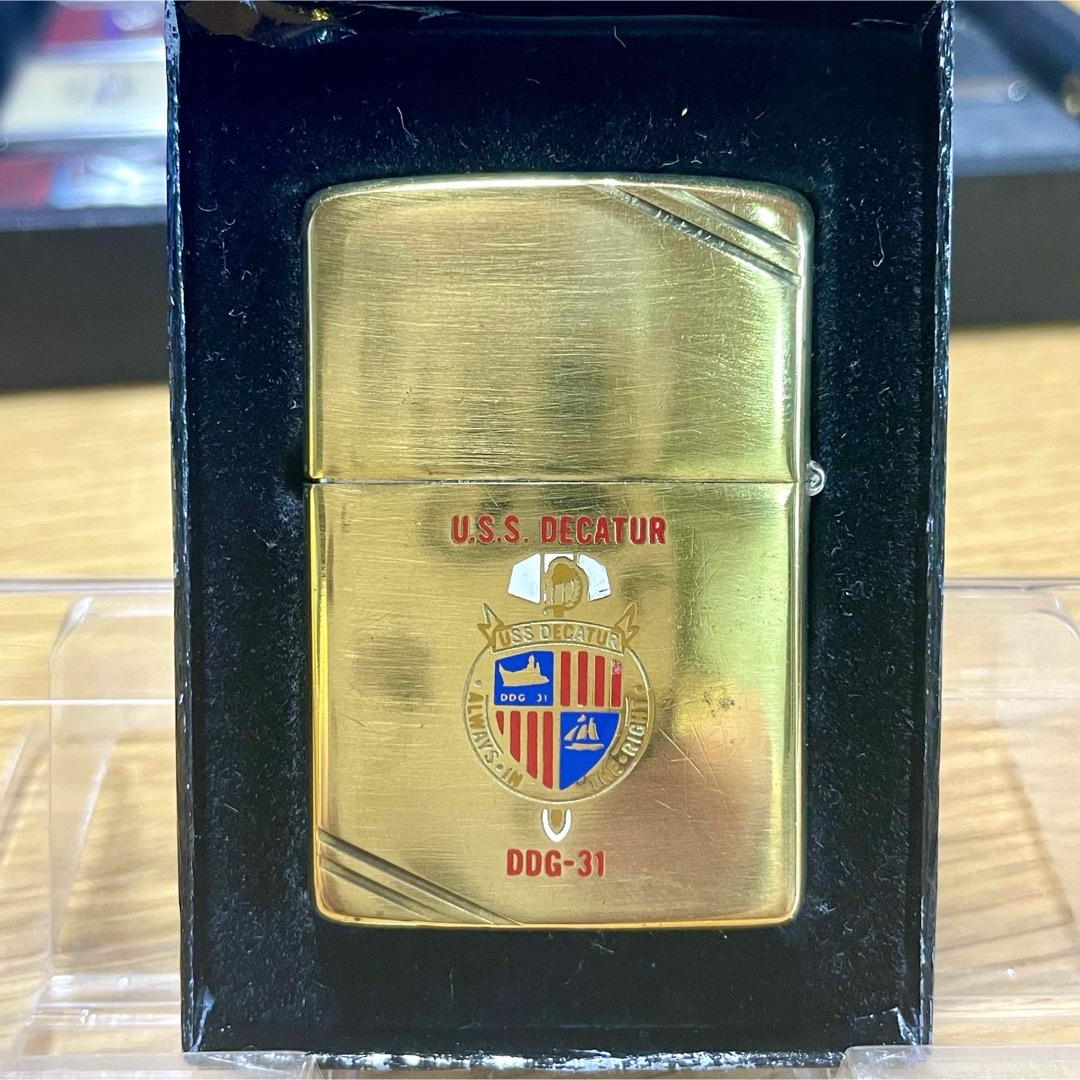 U.S.S. DECATUR
USS DECATUR
DDG 31
·ALWAYS·IN THE·RIGHT·
DDG-31